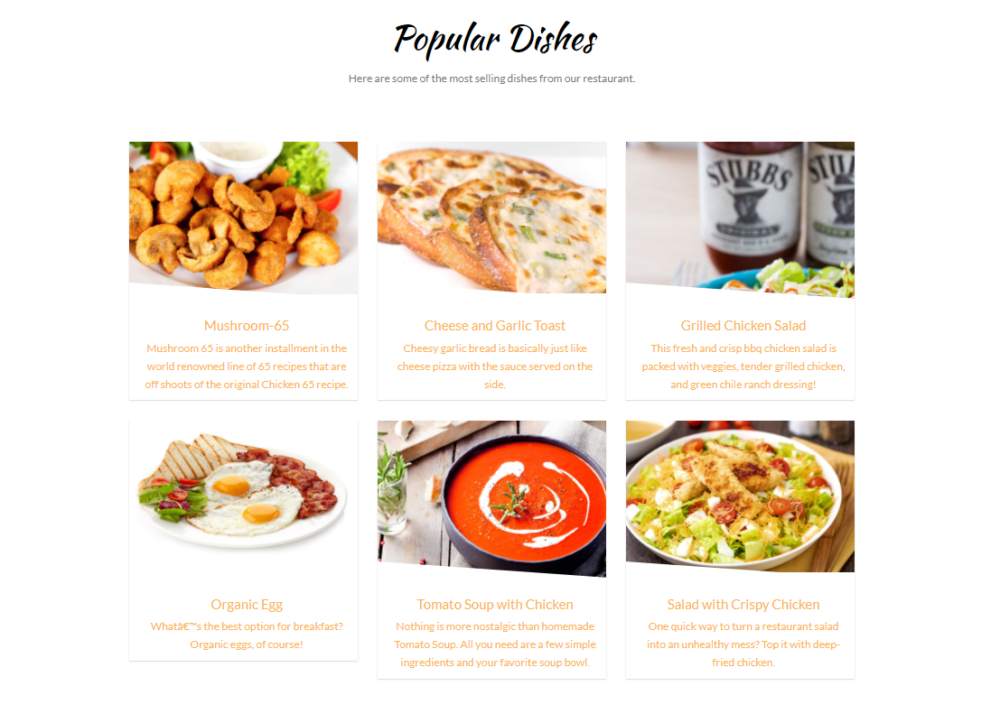 Popular Dishes
Here are some of the most selling dishes from our restaurant.
STUBB'S
Mushroom-65
Mushroom 65 is another installment in the
world renowned line of 65 recipes that are
off shoots of the original Chicken 65 recipe.
Cheese and Garlic Toast
Cheesy garlic bread is basically just like
cheese pizza with the sauce served on the
side.
Grilled Chicken Salad
This fresh and crisp bbq chicken salad is
packed with veggies, tender grilled chicken,
and green chile ranch dressing!
Organic Egg
Whatâ€™s the best option for breakfast?
Organic eggs, of course!
Tomato Soup with Chicken
Nothing is more nostalgic than homemade
Tomato Soup. All you need are a few simple
ingredients and your favorite soup bowl.
Salad with Crispy Chicken
One quick way to turn a restaurant salad
into an unhealthy mess? Top it with deep-
fried chicken.